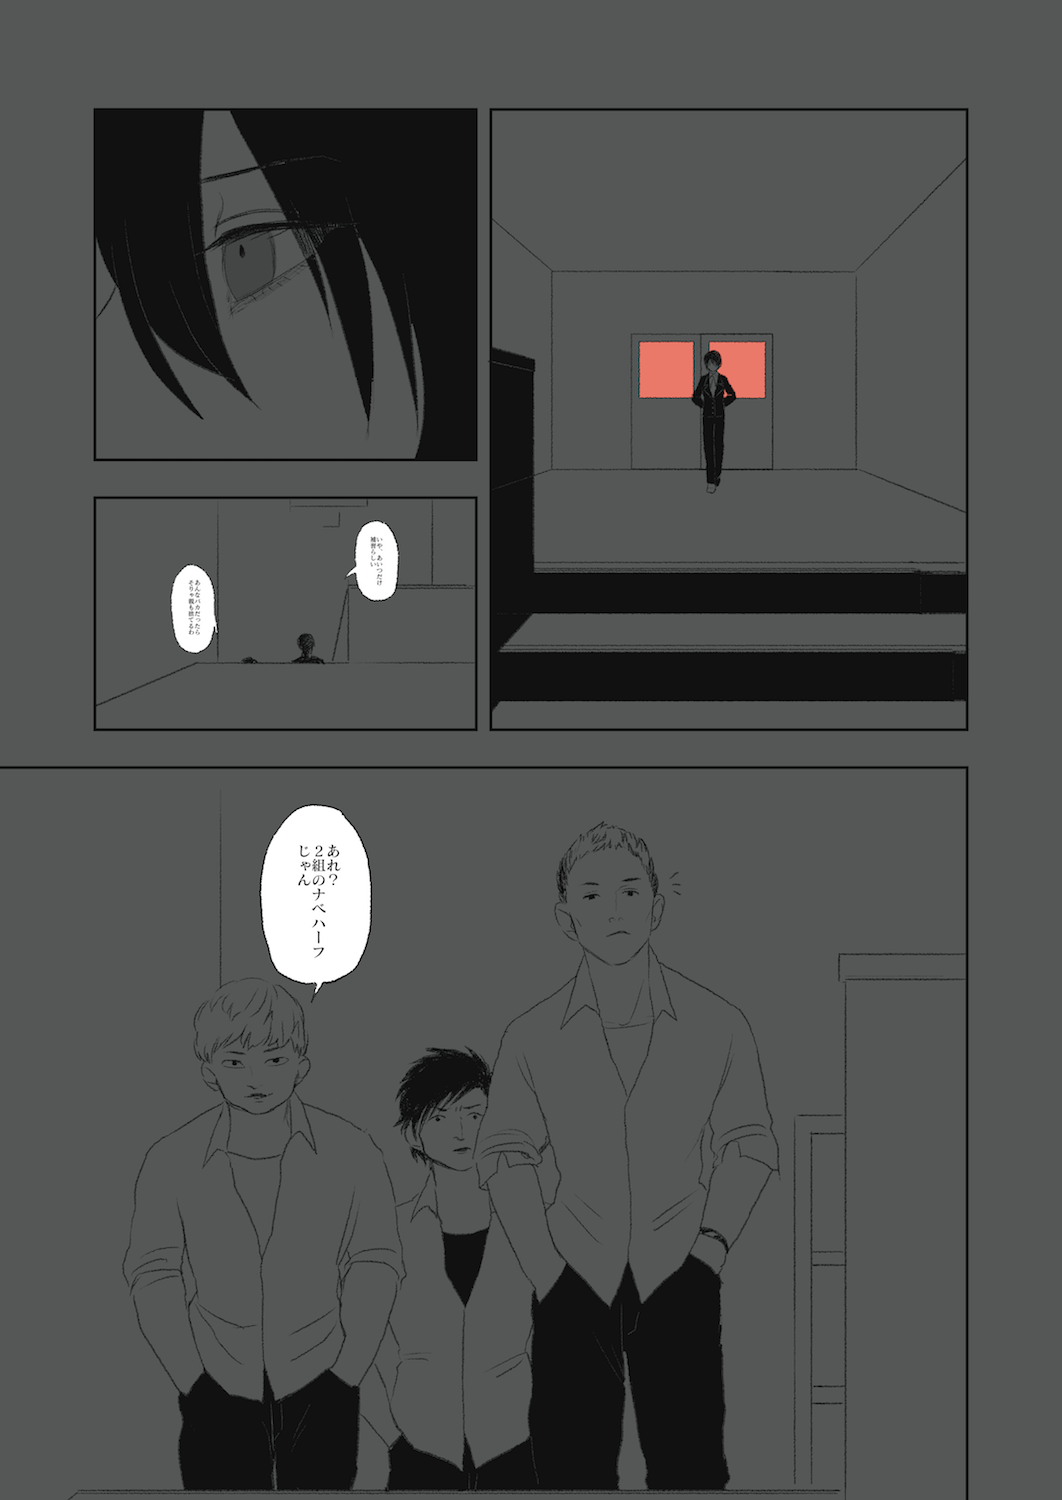 いや、あいつだけ
補習らしい
あんなバカだったら
そりゃ親も捨てるわ
あれ？
２組のナベハーフ
じゃん